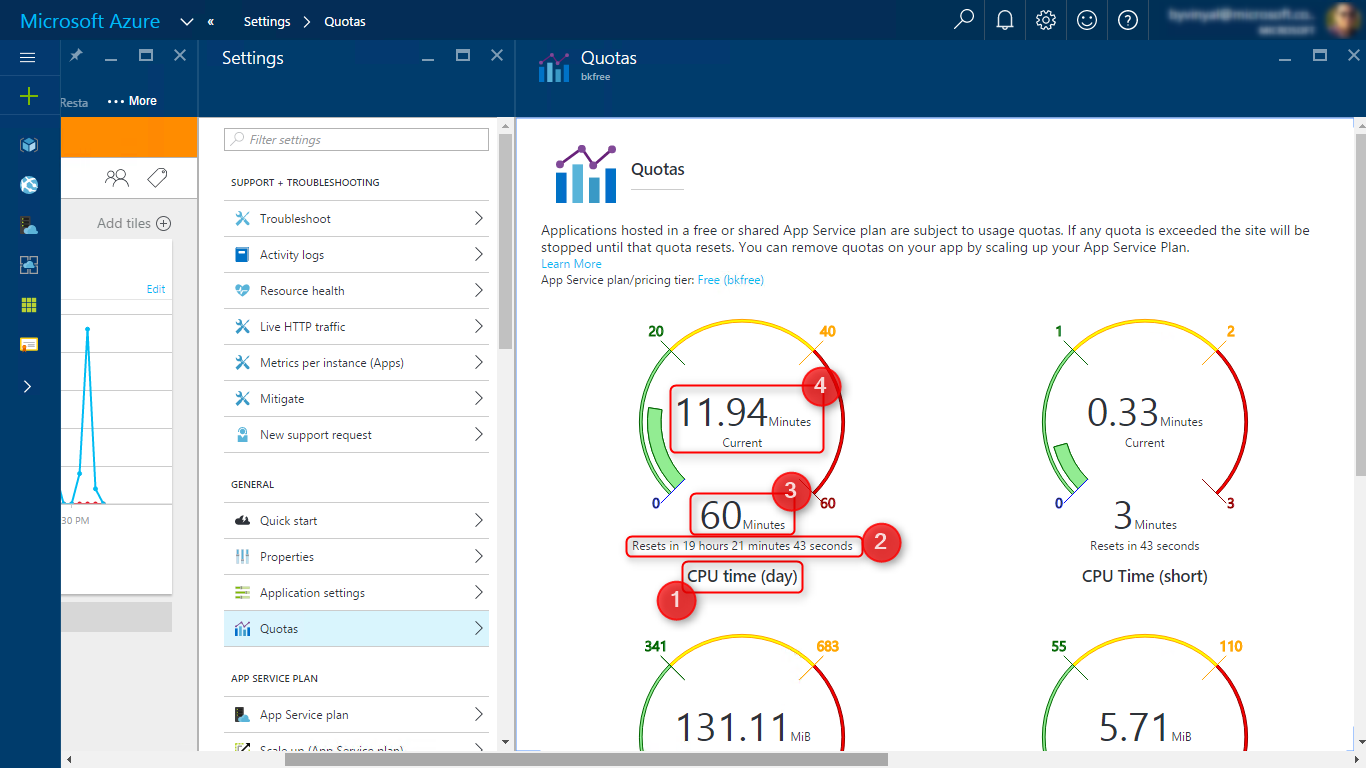 Microsoft Azure
«
Settings > Quotas
Resta
••• More
Add tiles
Edit
:30 PM
Settings
Filter settings
SUPPORT + TROUBLESHOOTING
Troubleshoot
Activity logs
Resource health
Live HTTP traffic
Metrics per instance (Apps)
Mitigate
New support request
GENERAL
Quick start
Properties
Application settings
Quotas
APP SERVICE PLAN
App Service plan
Scale up (App Service plan)
Quotas
bkfree
Quotas
Applications hosted in a free or shared App Service plan are subject to usage quotas. If any quota is exceeded the site will be
stopped until that quota resets. You can remove quotas on your app by scaling up your App Service Plan.
Learn More
App Service plan/pricing tier: Free (bkfree)
20
40
4
11.94 Minutes
Current
0
60
3
60 Minutes
Resets in 19 hours 21 minutes 43 seconds
2
CPU time (day)
1
1
2
0.33 Minutes
Current
0
3
3 Minutes
Resets in 43 seconds
CPU Time (short)
341
683
131.11 MiB
55
110
5.71 MiB